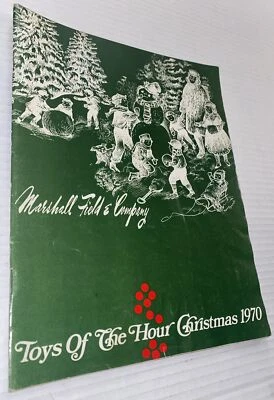 Marshall Field & Company
Toys Of The Hour Christmas 1970